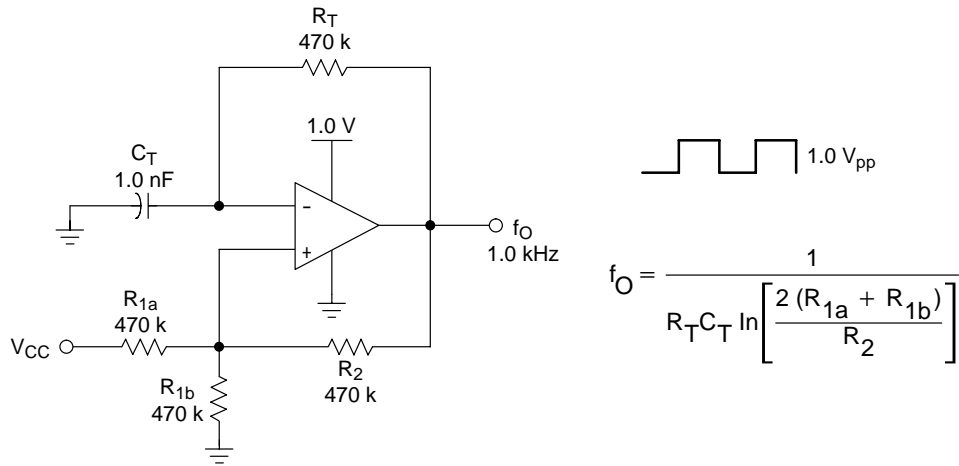 R_T
470 k
1.0 V
C_T
1.0 nF
-
+
f_O
1.0 kHz
R_1a
470 k
V_CC
R_2
470 k
R_1b
470 k
1.0 V_pp
f_O = 1 / (R_T C_T ln[2 (R_1a + R_1b) / R_2])